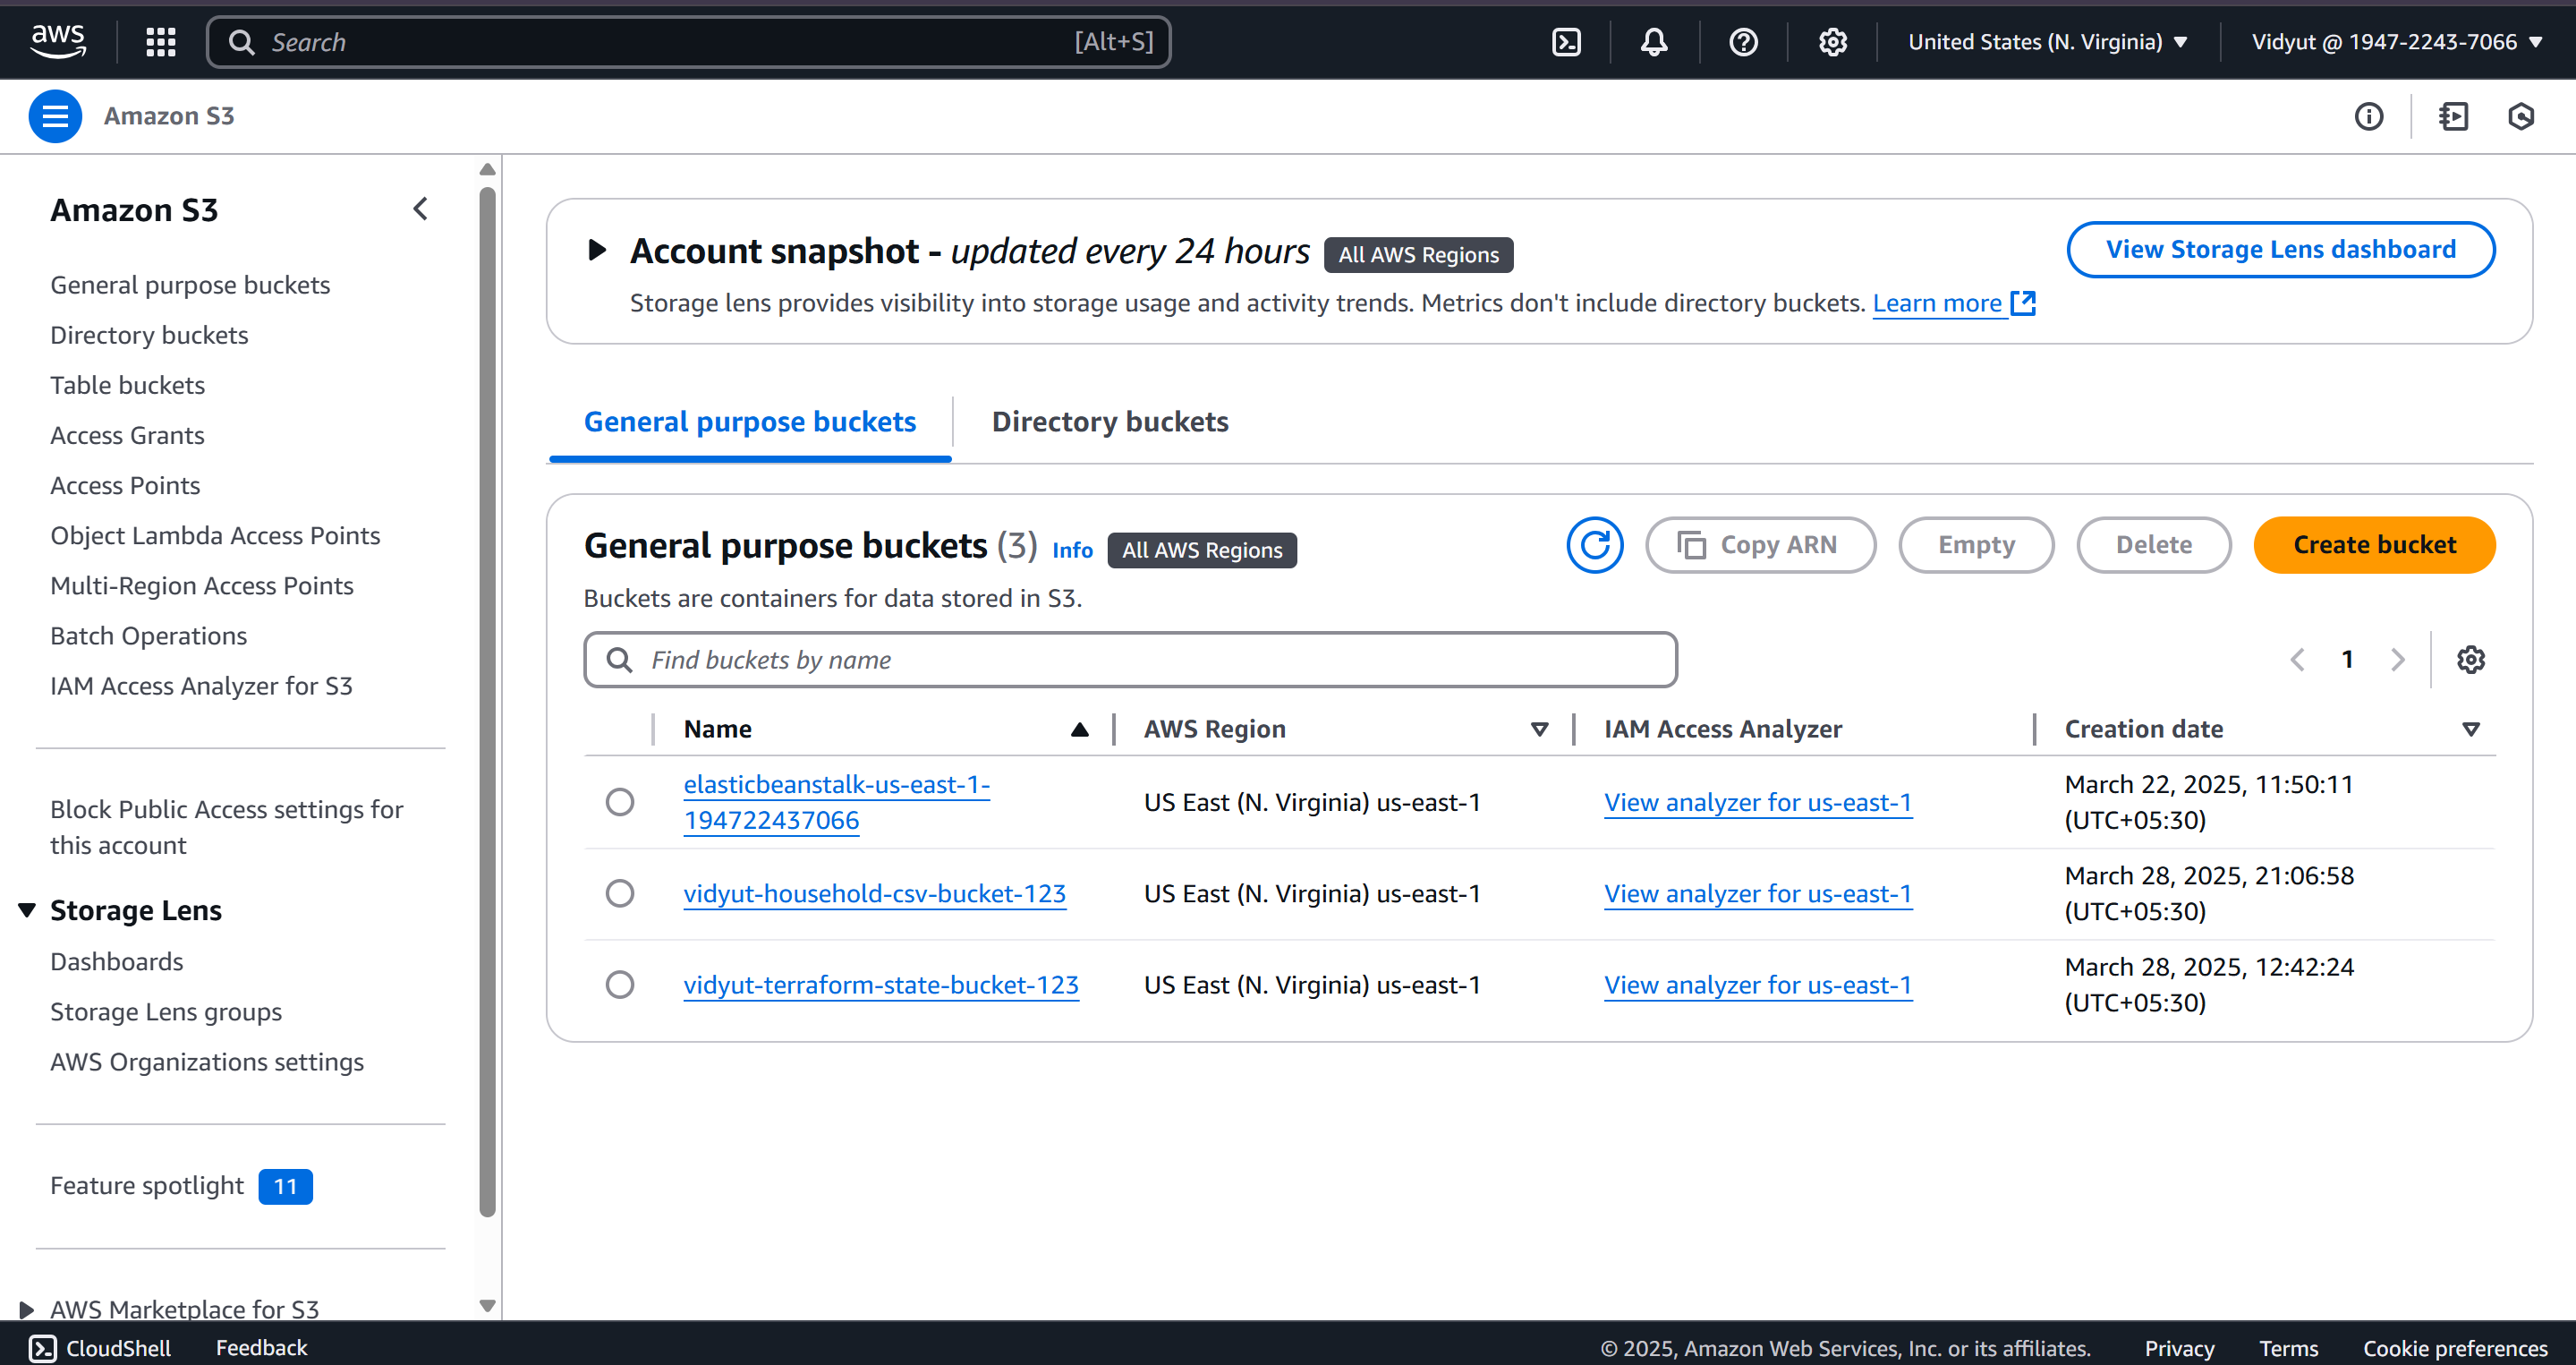 aws
Search [Alt+S]
United States (N. Virginia)
Vidyut @ 1947-2243-7066
Amazon S3
Amazon S3
General purpose buckets
Directory buckets
Table buckets
Access Grants
Access Points
Object Lambda Access Points
Multi-Region Access Points
Batch Operations
IAM Access Analyzer for S3
Block Public Access settings for
this account
Storage Lens
Dashboards
Storage Lens groups
AWS Organizations settings
Feature spotlight 11
AWS Marketplace for S3
Account snapshot - updated every 24 hours All AWS Regions
View Storage Lens dashboard
Storage lens provides visibility into storage usage and activity trends. Metrics don't include directory buckets. Learn more
General purpose buckets Directory buckets
General purpose buckets (3) Info All AWS Regions
Copy ARN Empty Delete Create bucket
Buckets are containers for data stored in S3.
Find buckets by name
1
Name AWS Region IAM Access Analyzer Creation date
elasticbeanstalk-us-east-1-
194722437066
US East (N. Virginia) us-east-1
View analyzer for us-east-1
March 22, 2025, 11:50:11
(UTC+05:30)
vidyut-household-csv-bucket-123
US East (N. Virginia) us-east-1
View analyzer for us-east-1
March 28, 2025, 21:06:58
(UTC+05:30)
vidyut-terraform-state-bucket-123
US East (N. Virginia) us-east-1
View analyzer for us-east-1
March 28, 2025, 12:42:24
(UTC+05:30)
CloudShell Feedback
© 2025, Amazon Web Services, Inc. or its affiliates. Privacy Terms Cookie preferences